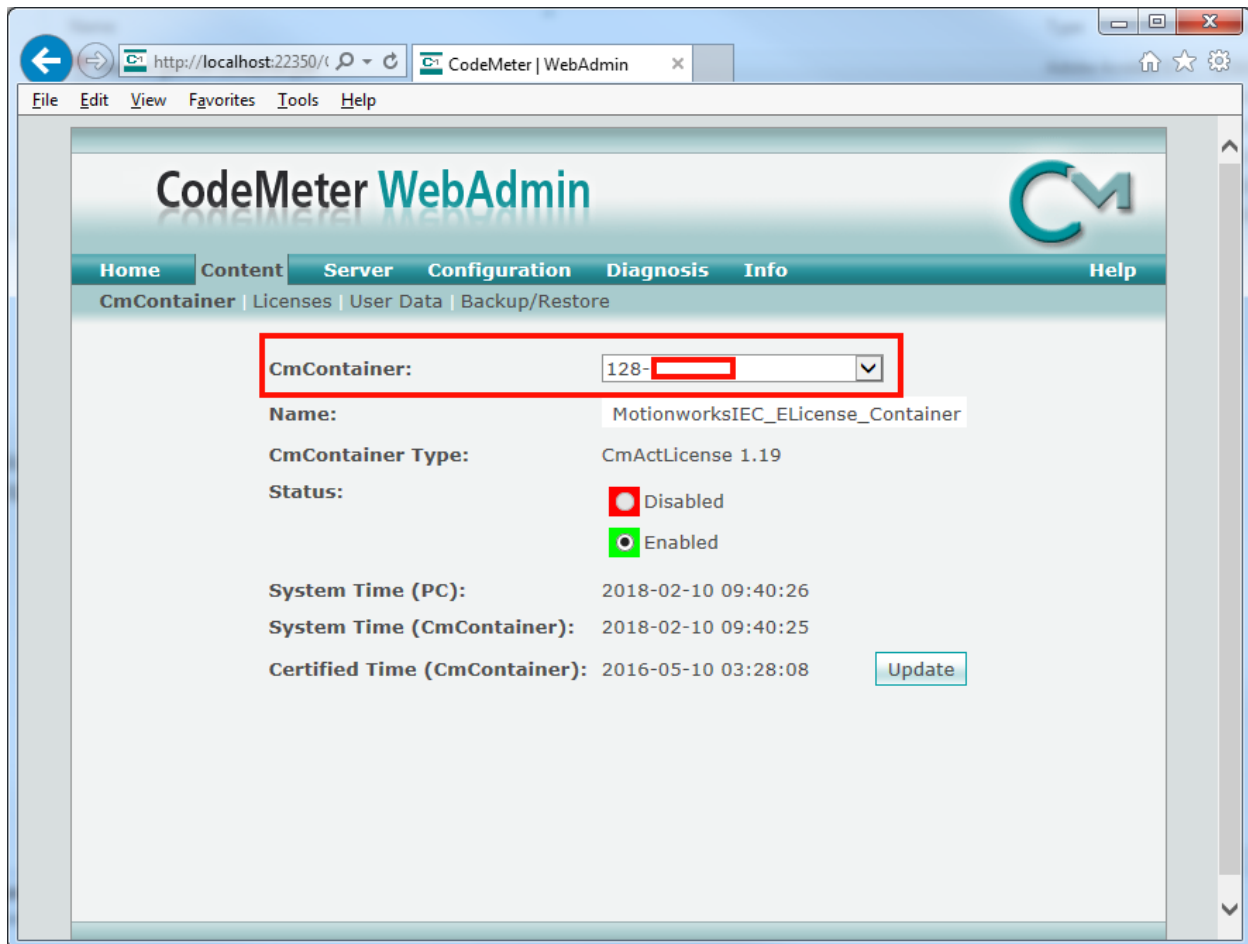 http://localhost:22350/(
CodeMeter | WebAdmin
File Edit View Favorites Tools Help
CodeMeter WebAdmin
Home Content Server Configuration Diagnosis Info Help
CmContainer | Licenses | User Data | Backup/Restore
CmContainer: 128-
Name: MotionworksIEC_ELicense_Container
CmContainer Type: CmActLicense 1.19
Status: Disabled
Enabled
System Time (PC): 2018-02-10 09:40:26
System Time (CmContainer): 2018-02-10 09:40:25
Certified Time (CmContainer): 2016-05-10 03:28:08 Update